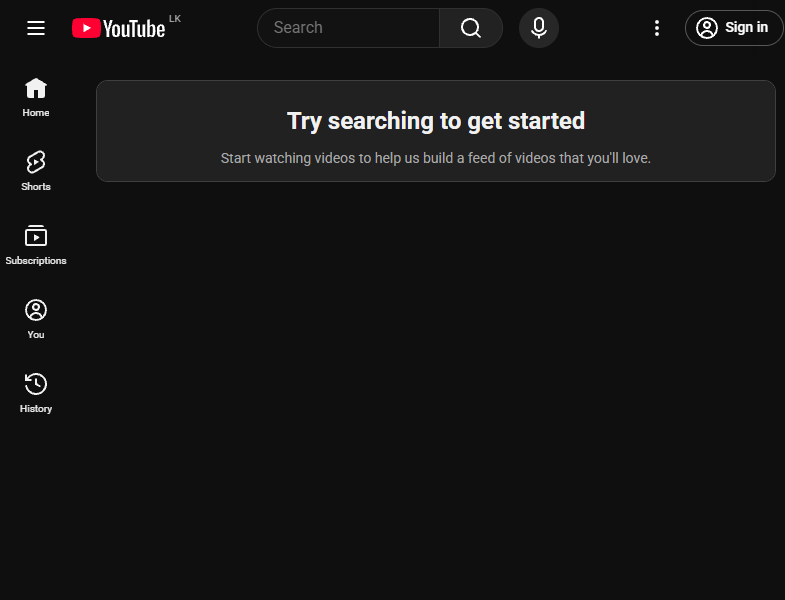 YouTube LK
Search
Sign in
Home
Shorts
Subscriptions
You
History
Try searching to get started
Start watching videos to help us build a feed of videos that you'll love.